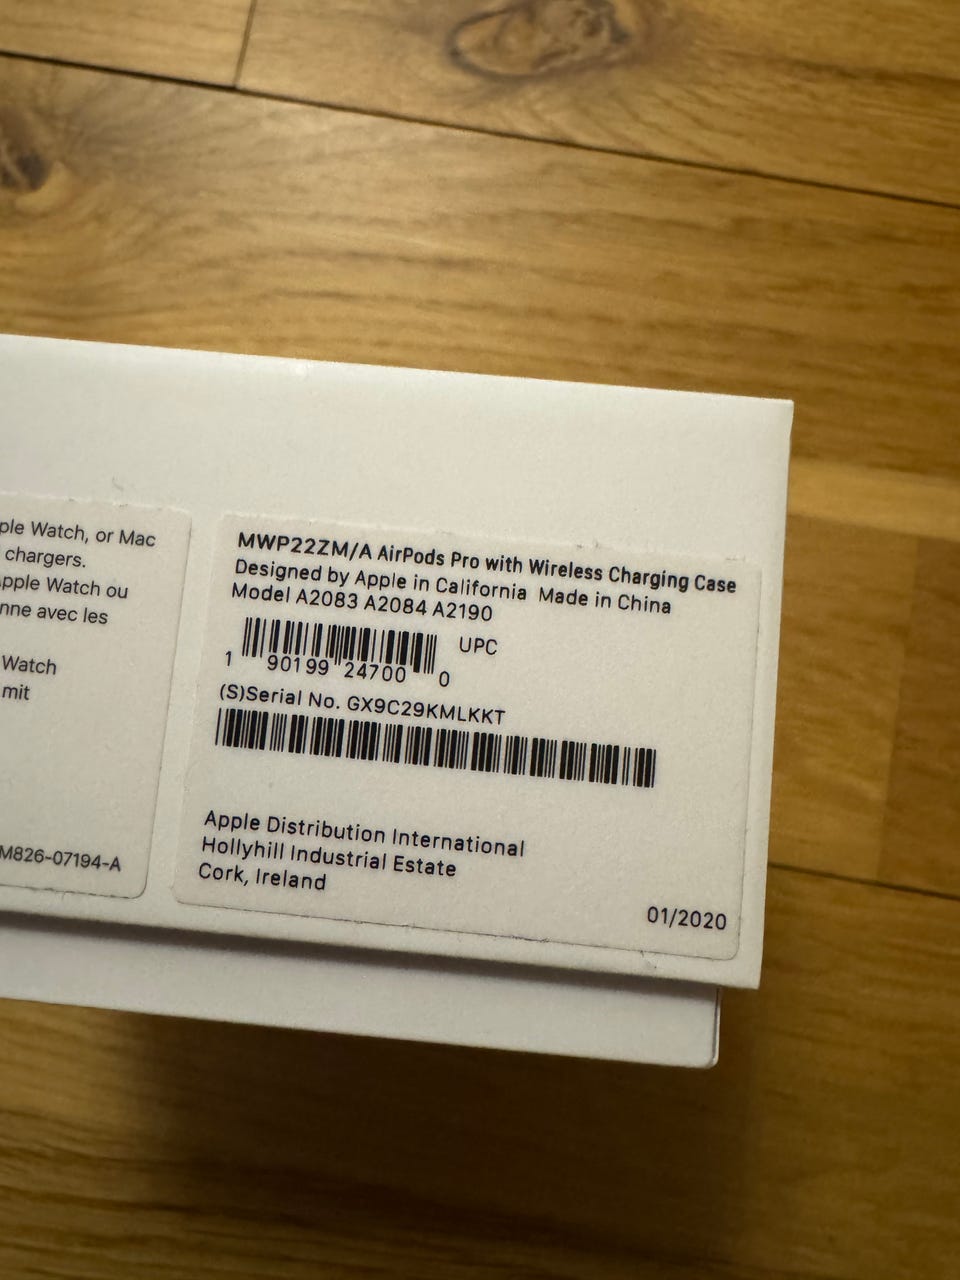 ple Watch, or Mac
chargers.
Apple Watch ou
nne avec les
Watch
mit
M826-07194-A
MWP22ZM/A AirPods Pro with Wireless Charging Case
Designed by Apple in California Made in China
Model A2083 A2084 A2190
UPC
1 90199 24700 0
(S)Serial No. GX9C29KMLKKT
Apple Distribution International
Hollyhill Industrial Estate
Cork, Ireland
01/2020